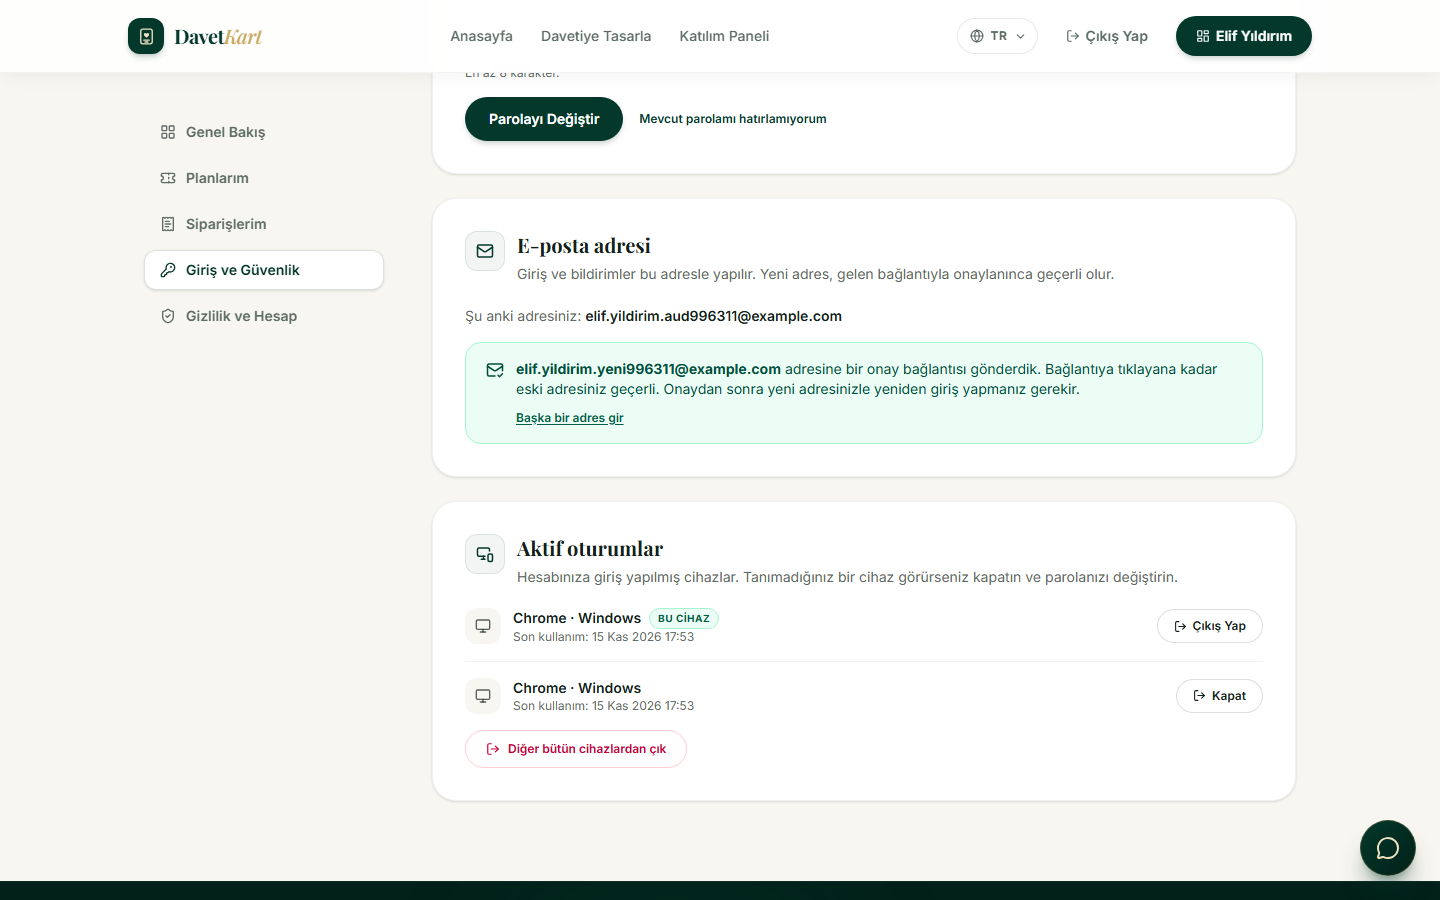 DavetKart
Anasayfa
Davetiye Tasarla
Katılım Paneli
TR
Çıkış Yap
Elif Yıldırım
En az 8 karakter.
Genel Bakış
Planlarım
Siparişlerim
Giriş ve Güvenlik
Gizlilik ve Hesap
Parolayı Değiştir
Mevcut parolamı hatırlamıyorum
E-posta adresi
Giriş ve bildirimler bu adresle yapılır. Yeni adres, gelen bağlantıyla onaylanınca geçerli olur.
Şu anki adresiniz: elif.yildirim.aud996311@example.com
elif.yildirim.yeni996311@example.com adresine bir onay bağlantısı gönderdik. Bağlantıya tıklayana kadar
eski adresiniz geçerli. Onaydan sonra yeni adresinizle yeniden giriş yapmanız gerekir.
Başka bir adres gir
Aktif oturumlar
Hesabınıza giriş yapılmış cihazlar. Tanımadığınız bir cihaz görürseniz kapatın ve parolanızı değiştirin.
Chrome · Windows BU CİHAZ
Son kullanım: 15 Kas 2026 17:53
Çıkış Yap
Chrome · Windows
Son kullanım: 15 Kas 2026 17:53
Kapat
Diğer bütün cihazlardan çık